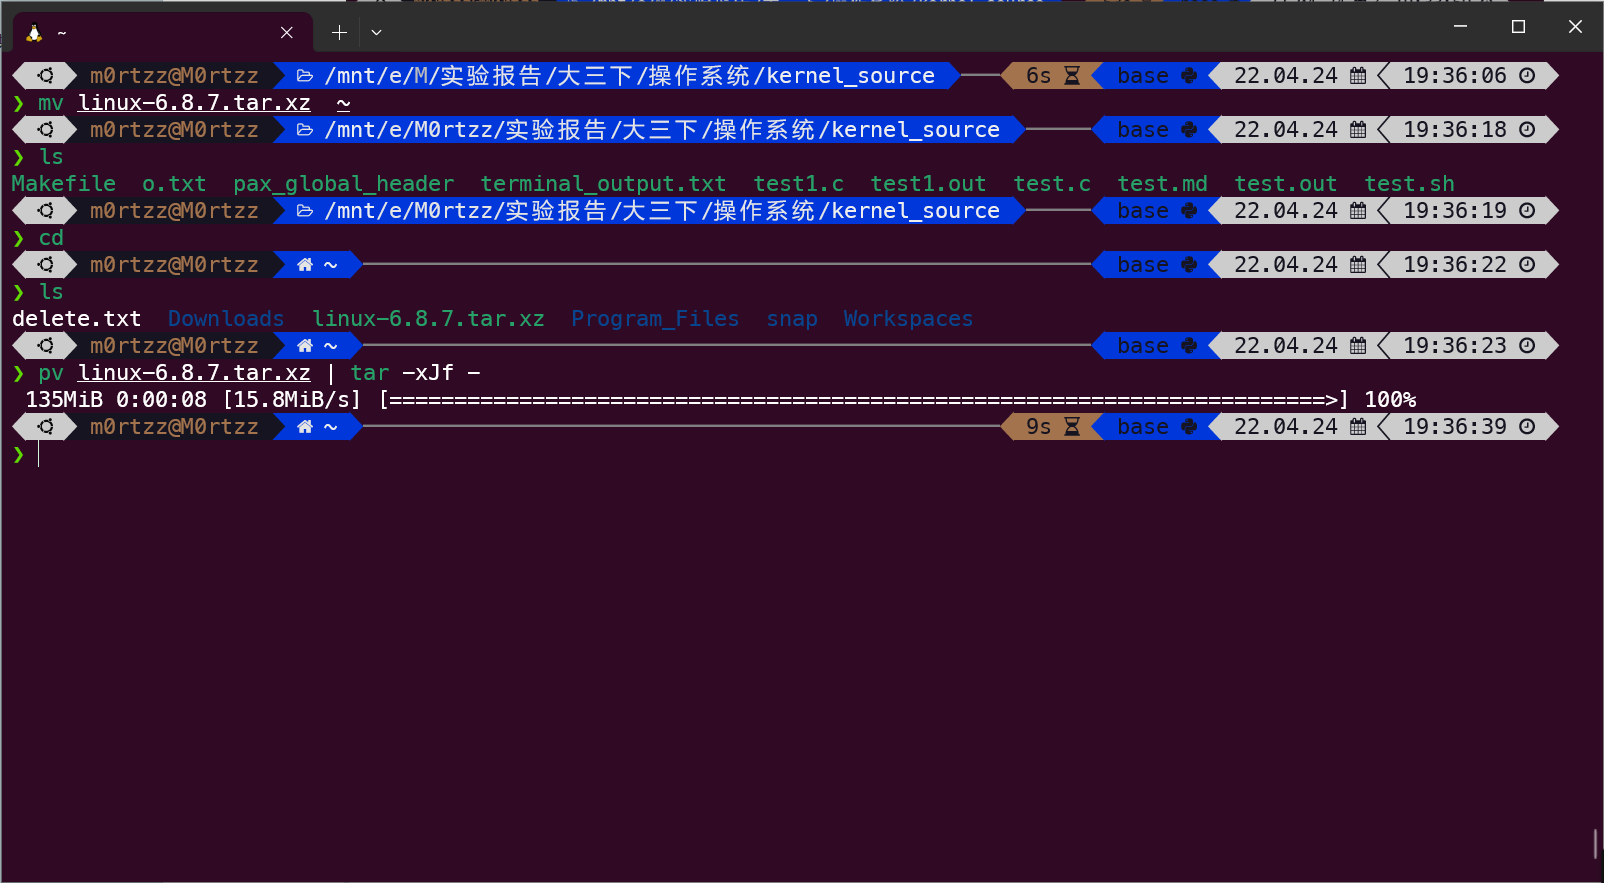 ~
m0rtzz@M0rtzz /mnt/e/M/实验报告/大三下/操作系统/kernel_source 6s base 22.04.24 19:36:06
❯ mv linux-6.8.7.tar.xz ~
m0rtzz@M0rtzz /mnt/e/M0rtzz/实验报告/大三下/操作系统/kernel_source base 22.04.24 19:36:18
❯ ls
Makefile o.txt pax_global_header terminal_output.txt test1.c test1.out test.c test.md test.out test.sh
m0rtzz@M0rtzz /mnt/e/M0rtzz/实验报告/大三下/操作系统/kernel_source base 22.04.24 19:36:19
❯ cd
m0rtzz@M0rtzz ~ base 22.04.24 19:36:22
❯ ls
delete.txt Downloads linux-6.8.7.tar.xz Program_Files snap Workspaces
m0rtzz@M0rtzz ~ base 22.04.24 19:36:23
❯ pv linux-6.8.7.tar.xz | tar -xJf -
135MiB 0:00:08 [15.8MiB/s] [========================================================================>] 100%
m0rtzz@M0rtzz ~ 9s base 22.04.24 19:36:39
❯